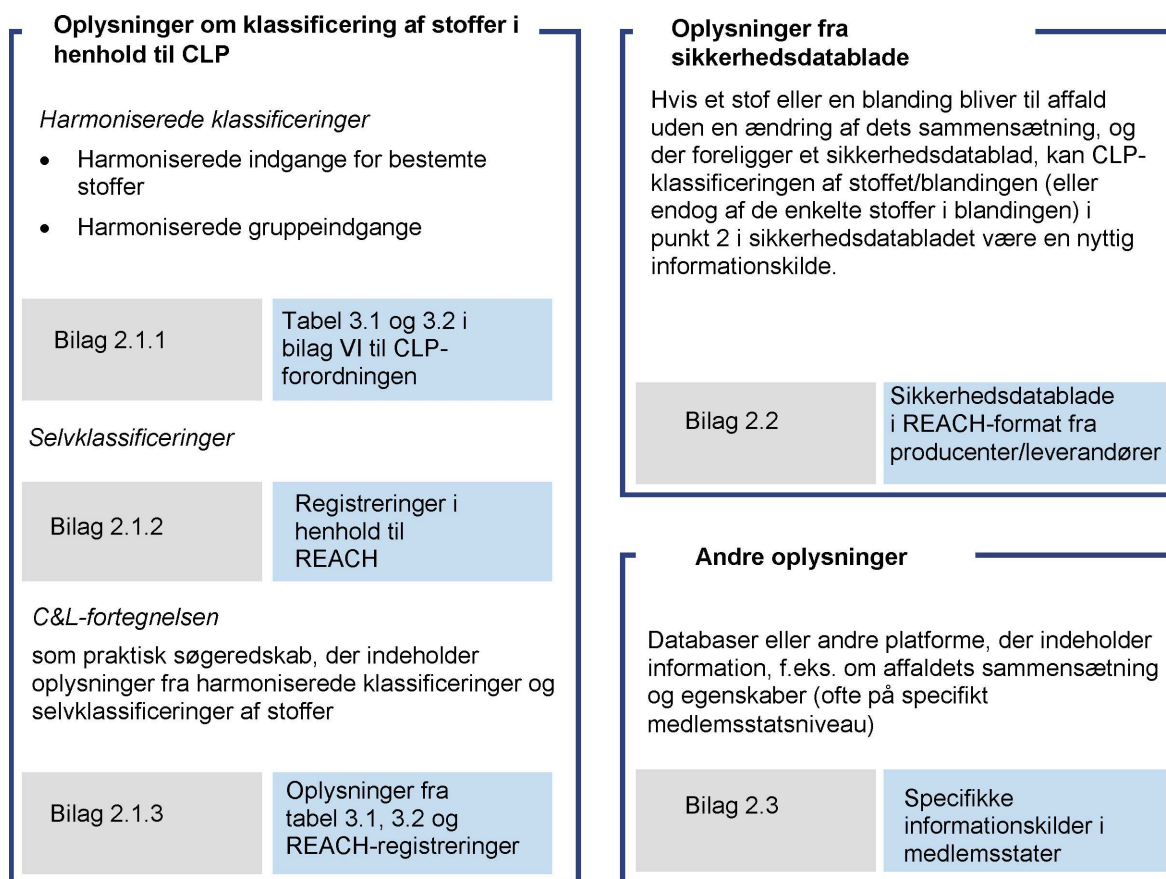 Oplysninger om klassificering af stoffer i
henhold til CLP
Harmoniserede klassificeringer
• Harmoniserede indgange for bestemte
stoffer
• Harmoniserede gruppeindgange
Bilag 2.1.1
Tabel 3.1 og 3.2 i
bilag VI til CLP-
forordningen
Selvklassificeringer
Bilag 2.1.2
Registreringer i
henhold til
REACH
C&L-fortegnelsen
som praktisk søgeredskab, der indeholder
oplysninger fra harmoniserede klassificeringer og
selvklassificeringer af stoffer
Bilag 2.1.3
Oplysninger fra
tabel 3.1, 3.2 og
REACH-registreringer
Oplysninger fra
sikkerhedsdatablade
Hvis et stof eller en blanding bliver til affald
uden en ændring af dets sammensætning, og
der foreligger et sikkerhedsdatablad, kan CLP-
klassificeringen af stoffet/blandingen (eller
endog af de enkelte stoffer i blandingen) i
punkt 2 i sikkerhedsdatabladet være en nyttig
informationskilde.
Bilag 2.2
Sikkerhedsdatablade
i REACH-format fra
producenter/leverandører
Andre oplysninger
Databaser eller andre platforme, der indeholder
information, f.eks. om affaldets sammensætning
og egenskaber (ofte på specifikt
medlemsstatsniveau)
Bilag 2.3
Specifikke
informationskilder i
medlemsstater